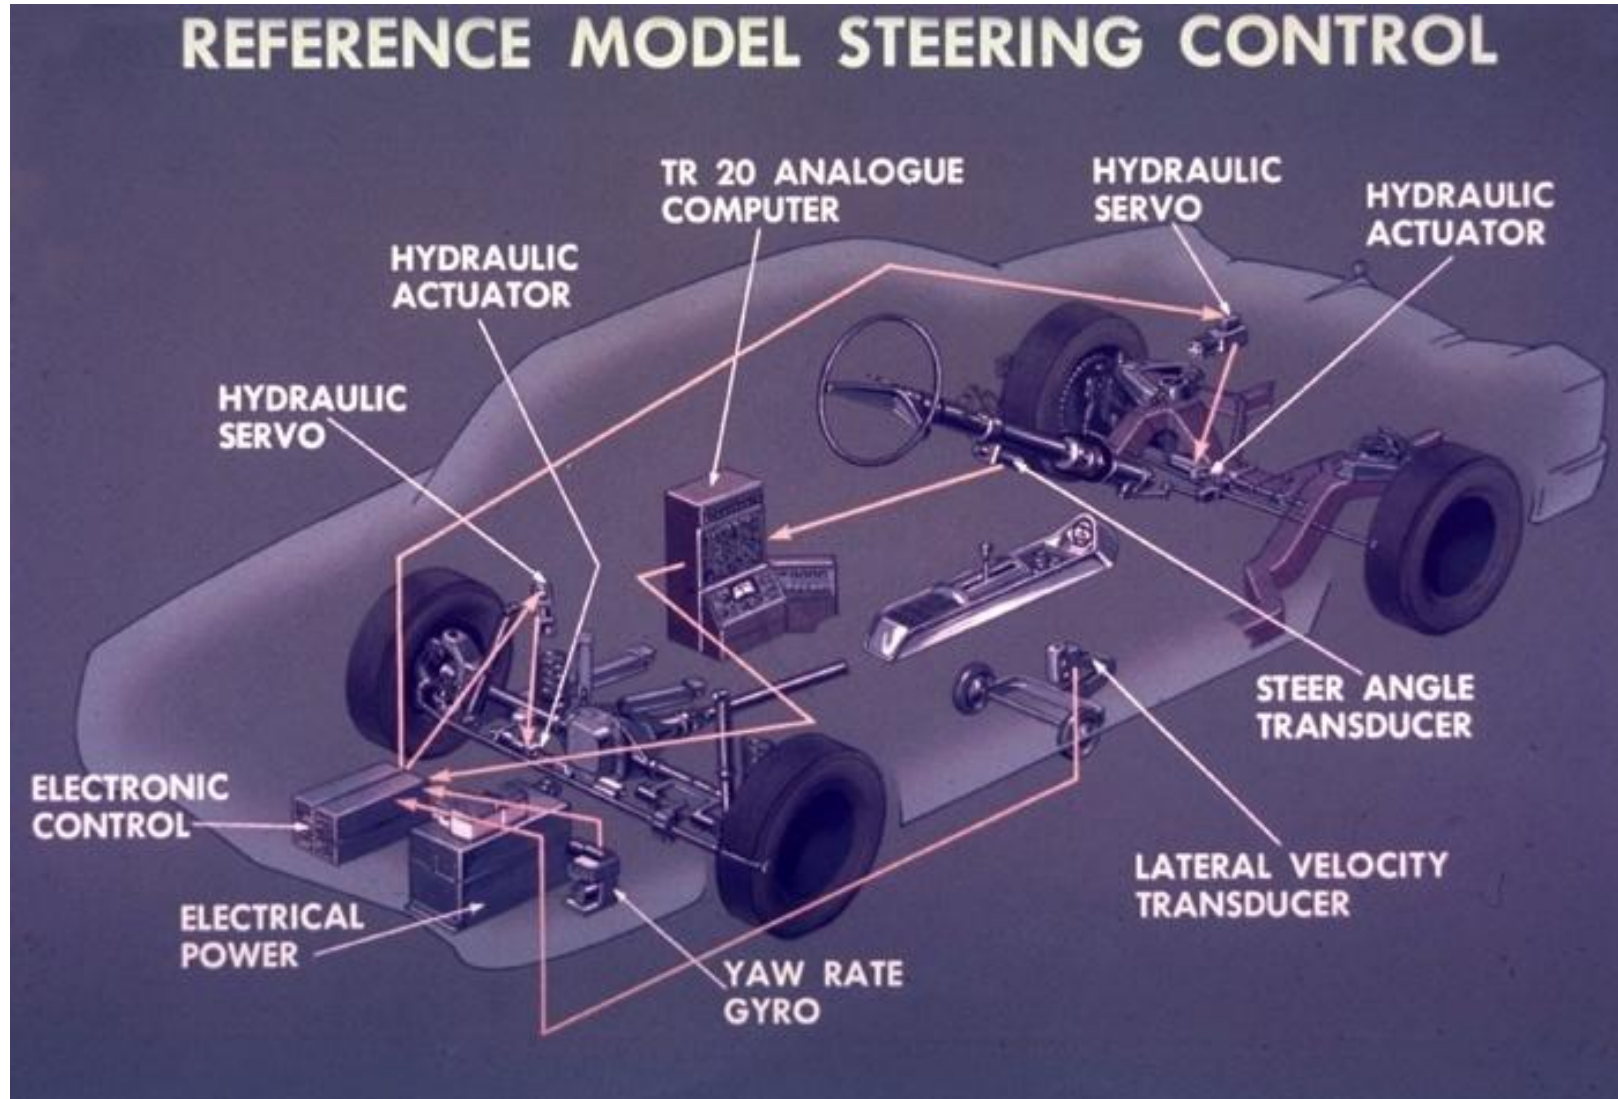 REFERENCE MODEL STEERING CONTROL
TR 20 ANALOGUE
COMPUTER
HYDRAULIC
SERVO
HYDRAULIC
ACTUATOR
HYDRAULIC
ACTUATOR
HYDRAULIC
SERVO
STEER ANGLE
TRANSDUCER
ELECTRONIC
CONTROL
LATERAL VELOCITY
TRANSDUCER
ELECTRICAL
POWER
YAW RATE
GYRO